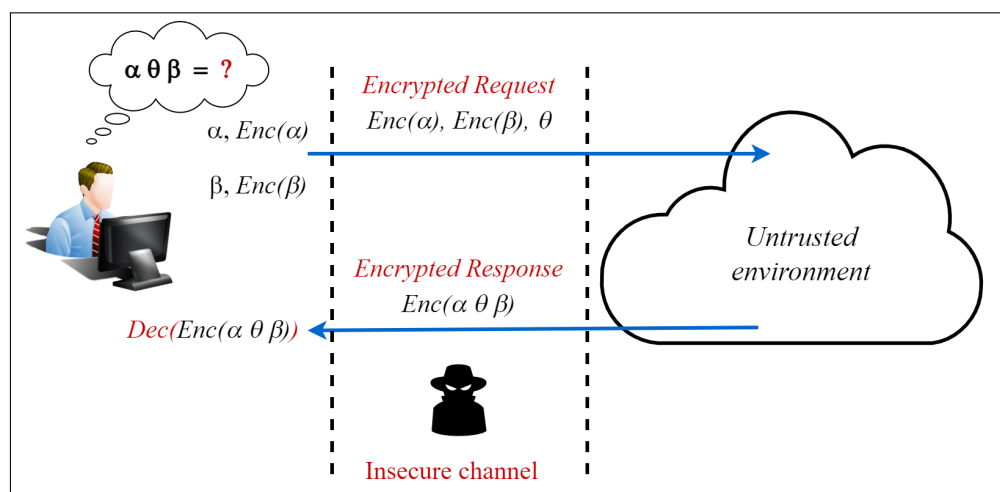 α θ β = ?
Encrypted Request
Enc(α), Enc(β), θ
α, Enc(α)
β, Enc(β)
Untrusted
environment
Encrypted Response
Enc(α θ β)
Dec(Enc(α θ β))
Insecure channel